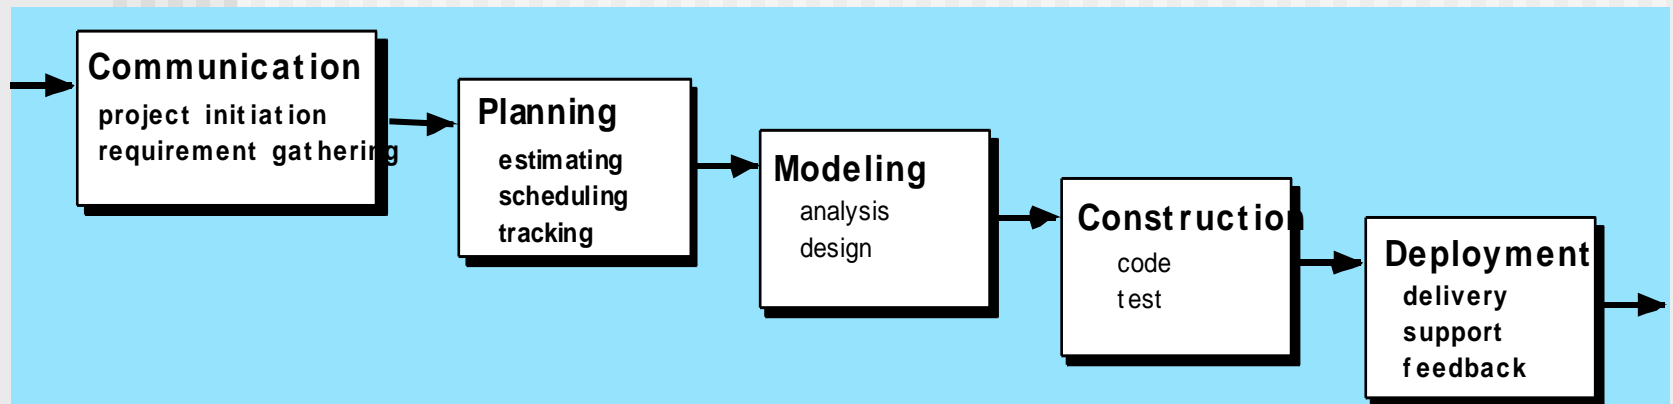 Communication
project initiation
requirement gathering
Planning
estimating
scheduling
tracking
Modeling
analysis
design
Construction
code
test
Deployment
delivery
support
feedback